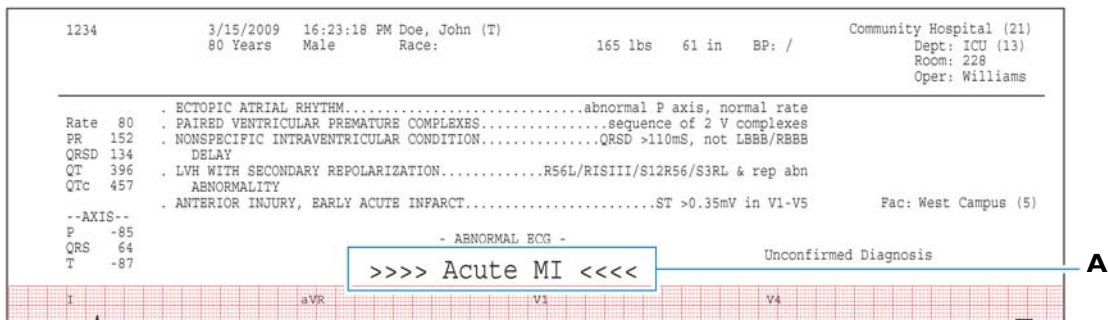 1234 3/15/2009 16:23:18 PM Doe, John (T) Community Hospital (21)
80 Years Male Race: 165 lbs 61 in BP: / Dept: ICU (13)
Room: 228
Oper: Williams
. ECTOPIC ATRIAL RHYTHM..............................abnormal P axis, normal rate
Rate 80 . PAIRED VENTRICULAR PREMATURE COMPLEXES................sequence of 2 V complexes
PR 152 . NONSPECIFIC INTRAVENTRICULAR CONDITION...............QRSD >110mS, not LBBB/RBBB
QRSD 134 DELAY
QT 396 . LVH WITH SECONDARY REPOLARIZATION.............R56L/RISIII/S12R56/S3RL & rep abn
QTc 457 ABNORMALITY
. ANTERIOR INJURY, EARLY ACUTE INFARCT........................ST >0.35mV in V1-V5 Fac: West Campus (5)
--AXIS--
P -85
QRS 64 - ABNORMAL ECG -
T -87 Unconfirmed Diagnosis
>>>> Acute MI <<<< A
I aVR V1 V4